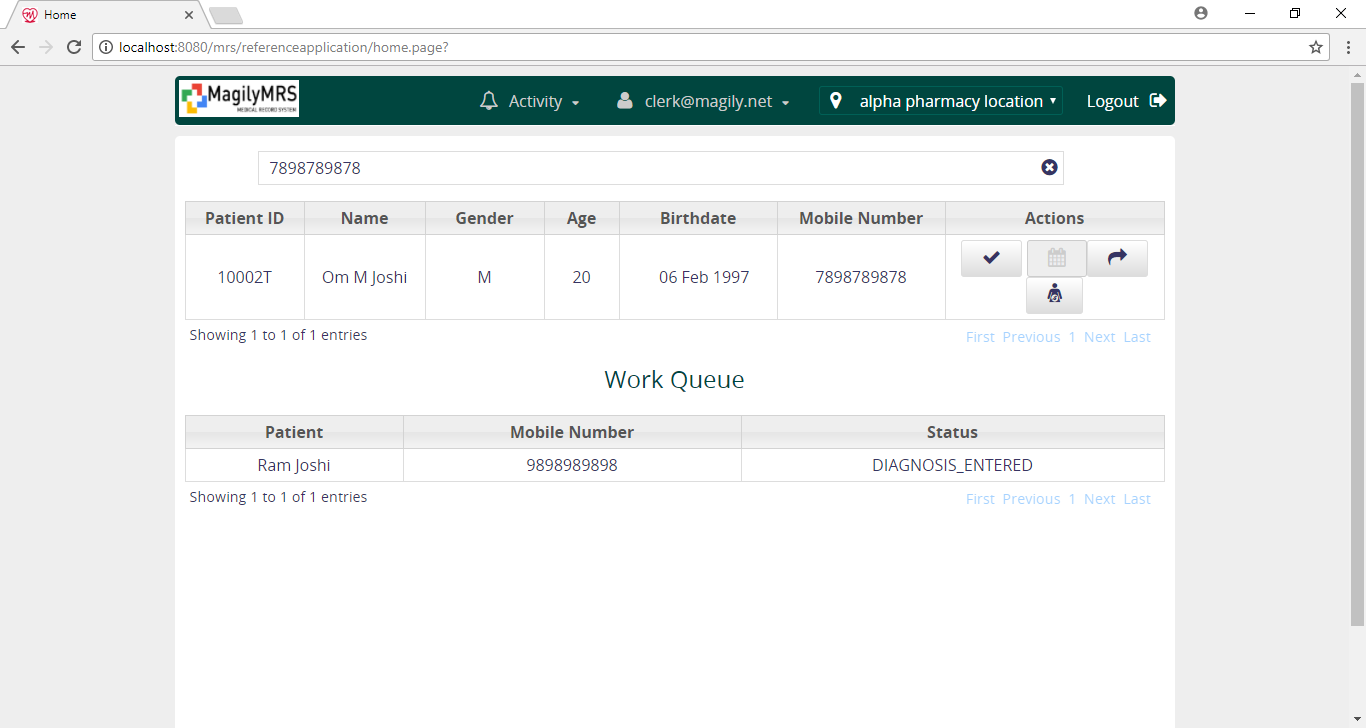 Home
localhost:8080/mrs/referenceapplication/home.page?
MagilyMRS
MEDICAL RECORD SYSTEM
Activity clerk@magily.net alpha pharmacy location Logout
7898789878
Patient ID Name Gender Age Birthdate Mobile Number Actions
10002T Om M Joshi M 20 06 Feb 1997 7898789878
Showing 1 to 1 of 1 entries First Previous 1 Next Last
Work Queue
Patient Mobile Number Status
Ram Joshi 9898989898 DIAGNOSIS_ENTERED
Showing 1 to 1 of 1 entries First Previous 1 Next Last